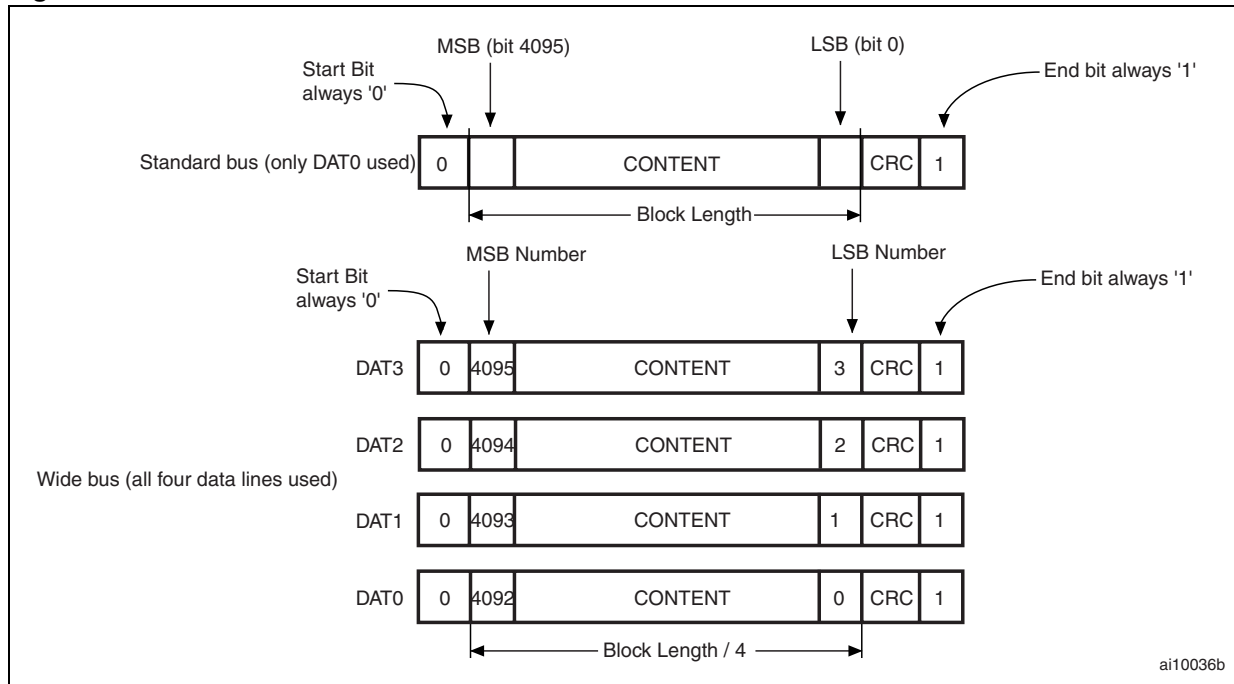 MSB (bit 4095)
LSB (bit 0)
Start Bit
always '0'
End bit always '1'
Standard bus (only DAT0 used)
0 CONTENT CRC 1
Block Length
MSB Number
LSB Number
Start Bit
always '0'
End bit always '1'
DAT3 0 4095 CONTENT 3 CRC 1
DAT2 0 4094 CONTENT 2 CRC 1
Wide bus (all four data lines used)
DAT1 0 4093 CONTENT 1 CRC 1
DAT0 0 4092 CONTENT 0 CRC 1
Block Length / 4
ai10036b